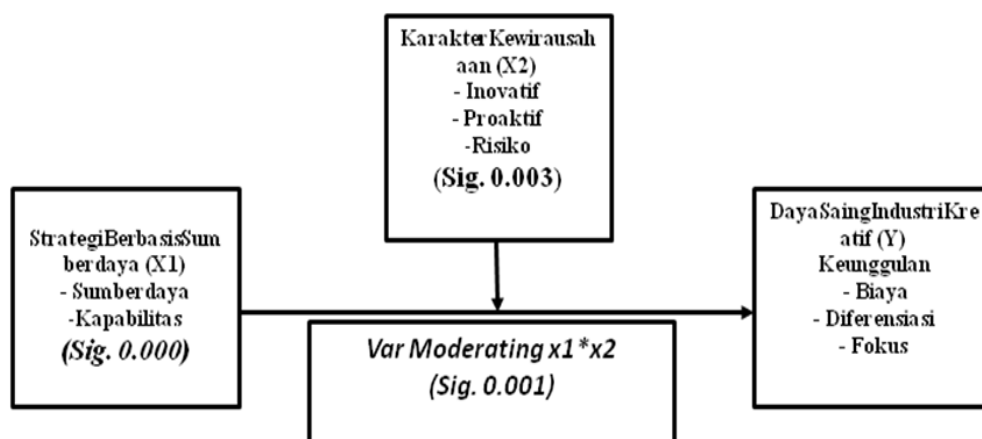 KarakterKewirausah
aan (X2)
- Inovatif
- Proaktif
-Risiko
(Sig. 0.003)
StrategiBerbasisSum
berdaya (X1)
- Sumberdaya
-Kapabilitas
(Sig. 0.000)
Var Moderating x1*x2
(Sig. 0.001)
DayaSaingIndustriKre
atif (Y)
Keunggulan
- Biaya
- Diferensiasi
- Fokus